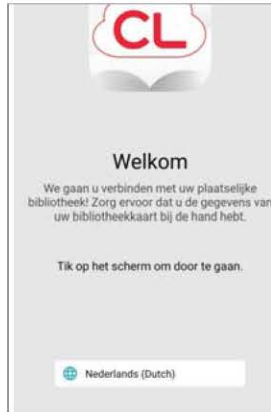 CL
Welkom
We gaan u verbinden met uw plaatselijke
bibliotheek! Zorg ervoor dat u de gegevens van
uw bibliotheekkaart bij de hand hebt.
Tik op het scherm om door te gaan.
Nederlands (Dutch)